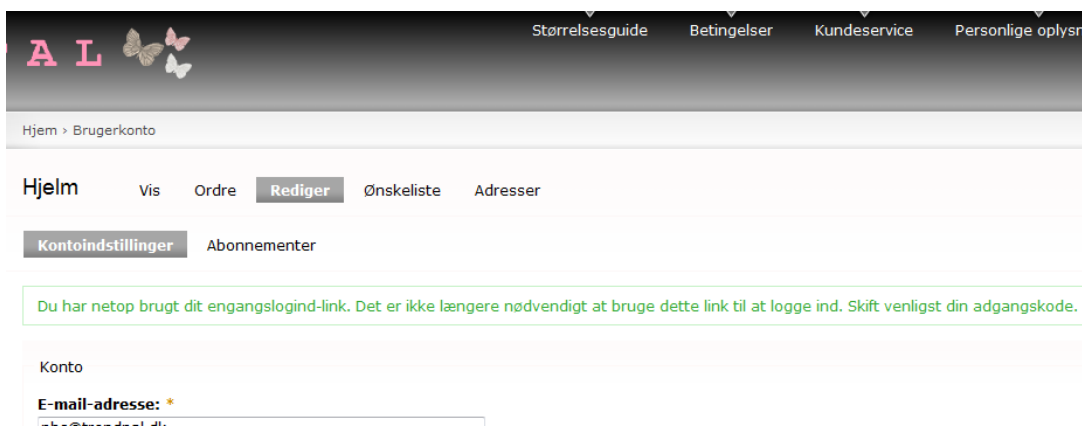 Størrelsesguide Betingelser Kundeservice
Personlige
A L
Hjem › Brugerkonto
Hjelm Vis Ordre Rediger Ønskeliste Adresser
Kontoindstillinger Abonnementer
Du har netop brugt dit engangslogind-link. Det er ikke længere nødvendigt at bruge dette link til at logge ind. Skift venligst din adgangskode.
Konto
E-mail-adresse: *